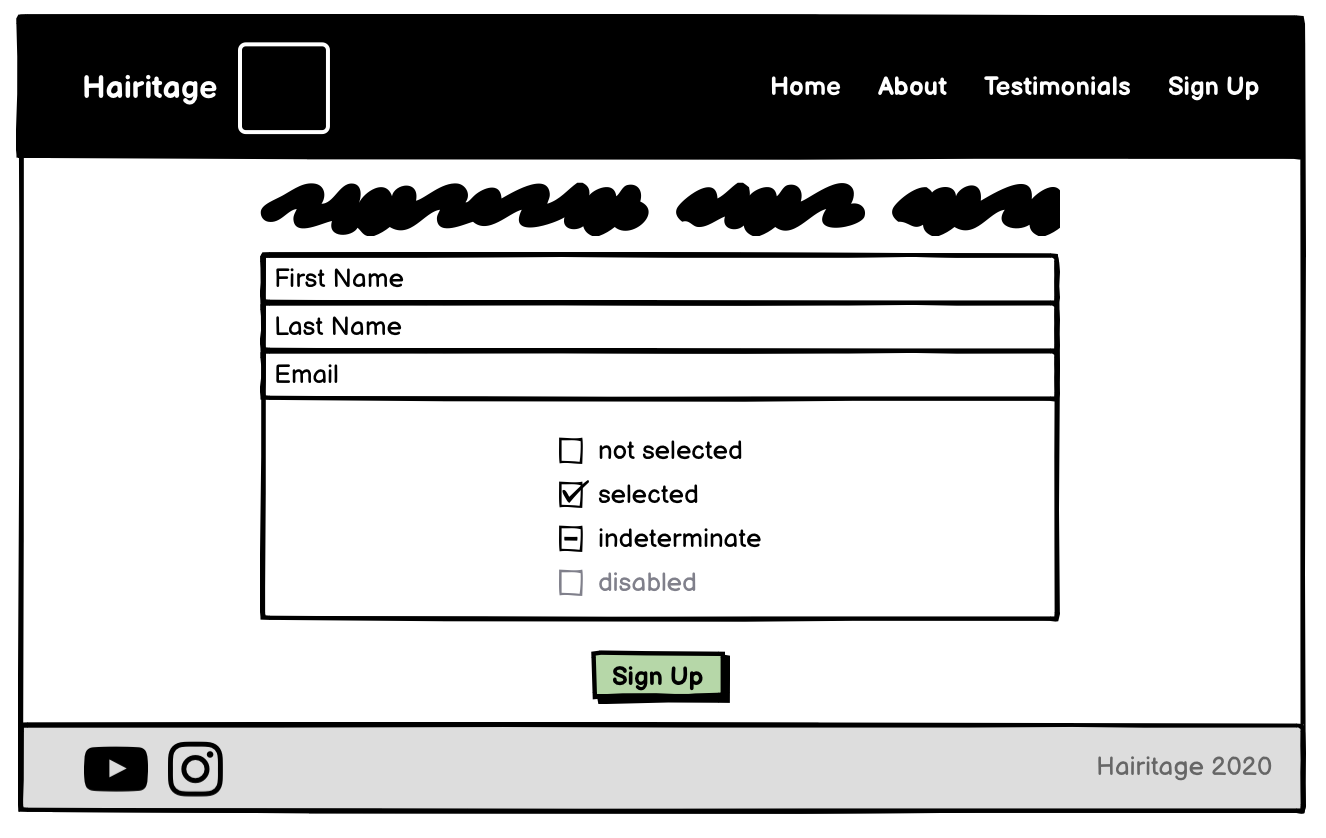 Hairitage
Home About Testimonials Sign Up
First Name
Last Name
Email
not selected
selected
indeterminate
disabled
Sign Up
Hairitage 2020